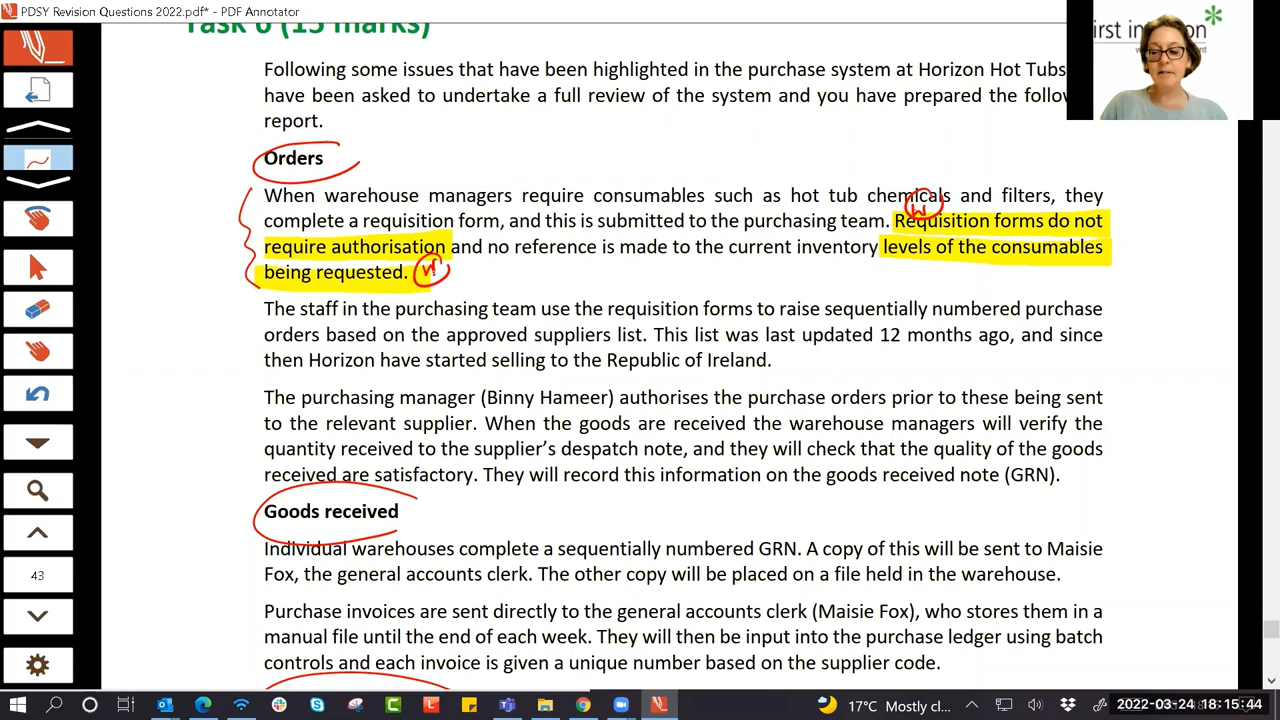 PDSY Revision Questions 2022.pdf* - PDF Annotator
First in
Task 6 (15 marks)
Following some issues that have been highlighted in the purchase system at Horizon Hot Tubs
have been asked to undertake a full review of the system and you have prepared the follow
report.
Orders
When warehouse managers require consumables such as hot tub chemicals and filters, they
complete a requisition form, and this is submitted to the purchasing team. Requisition forms do not
require authorisation and no reference is made to the current inventory levels of the consumables
being requested. W
W
The staff in the purchasing team use the requisition forms to raise sequentially numbered purchase
orders based on the approved suppliers list. This list was last updated 12 months ago, and since
then Horizon have started selling to the Republic of Ireland.
The purchasing manager (Binny Hameer) authorises the purchase orders prior to these being sent
to the relevant supplier. When the goods are received the warehouse managers will verify the
quantity received to the supplier's despatch note, and they will check that the quality of the goods
received are satisfactory. They will record this information on the goods received note (GRN).
Goods received
Individual warehouses complete a sequentially numbered GRN. A copy of this will be sent to Maisie
Fox, the general accounts clerk. The other copy will be placed on a file held in the warehouse.
43
Purchase invoices are sent directly to the general accounts clerk (Maisie Fox), who stores them in a
manual file until the end of each week. They will then be input into the purchase ledger using batch
controls and each invoice is given a unique number based on the supplier code.
17°C Mostly cl...
2022-03-24 18:15:44